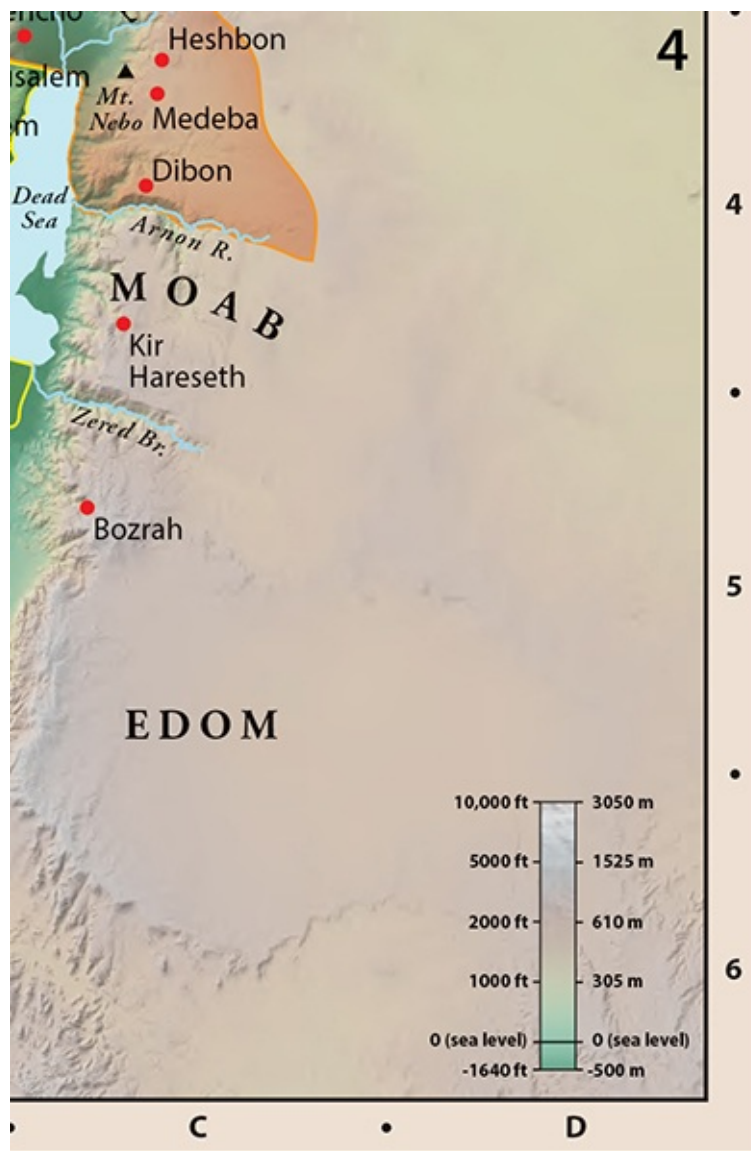 Heshbon
4
Mt.
Nebo
Medeba
Dibon
Dead
Sea
4
Arnon R.
MOAB
Kir
Hareseth
Zered Br.
Bozrah
5
EDOM
10,000 ft 3050 m
5000 ft 1525 m
2000 ft 610 m
1000 ft 305 m
6
0 (sea level) 0 (sea level)
-1640 ft -500 m
C D